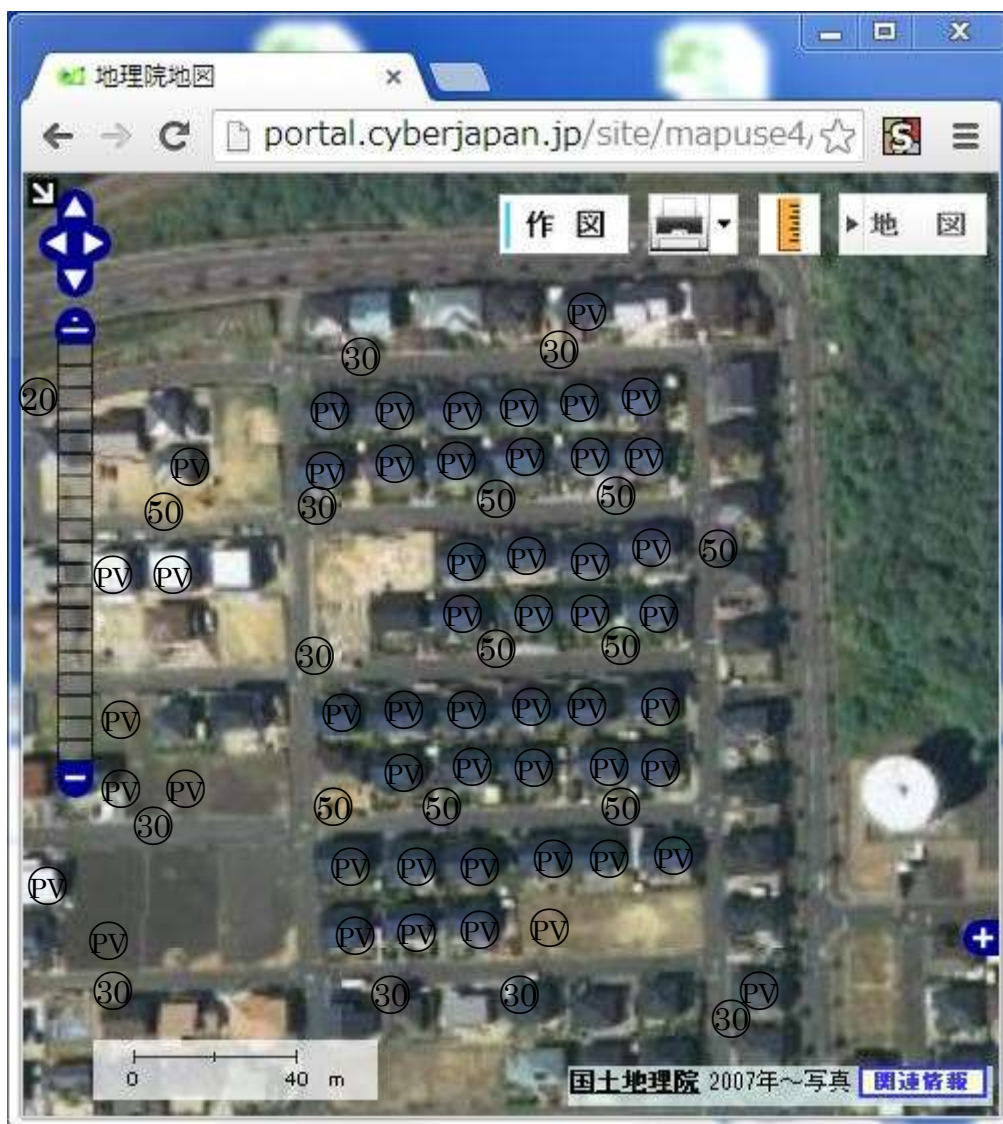 地理院地図
portal.cyberjapan.jp/site/mapuse4/
作 図
地 図
PV
30 30
20
PV PV PV PV PV PV
PV PV PV PV PV PV PV
50 30 50 50
PV PV PV PV PV PV 50
PV PV PV PV
30 50 50
PV PV PV PV PV PV PV
PV PV PV PV PV PV PV
30 50 50 50
PV PV PV PV PV PV PV
PV PV PV PV PV
30 30 30 PV
30
0 40 m
国土地理院 2007年～写真 関連情報